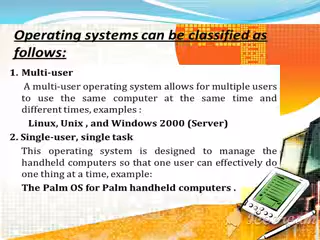 Operating systems can be classified as
follows:
1. Multi-user
A multi-user operating system allows for multiple users
to use the same computer at the same time and
different times, examples :
Linux, Unix , and Windows 2000 (Server)
2. Single-user, single task
This operating system is designed to manage the
handheld computers so that one user can effectively do
one thing at a time, example:
The Palm OS for Palm handheld computers .